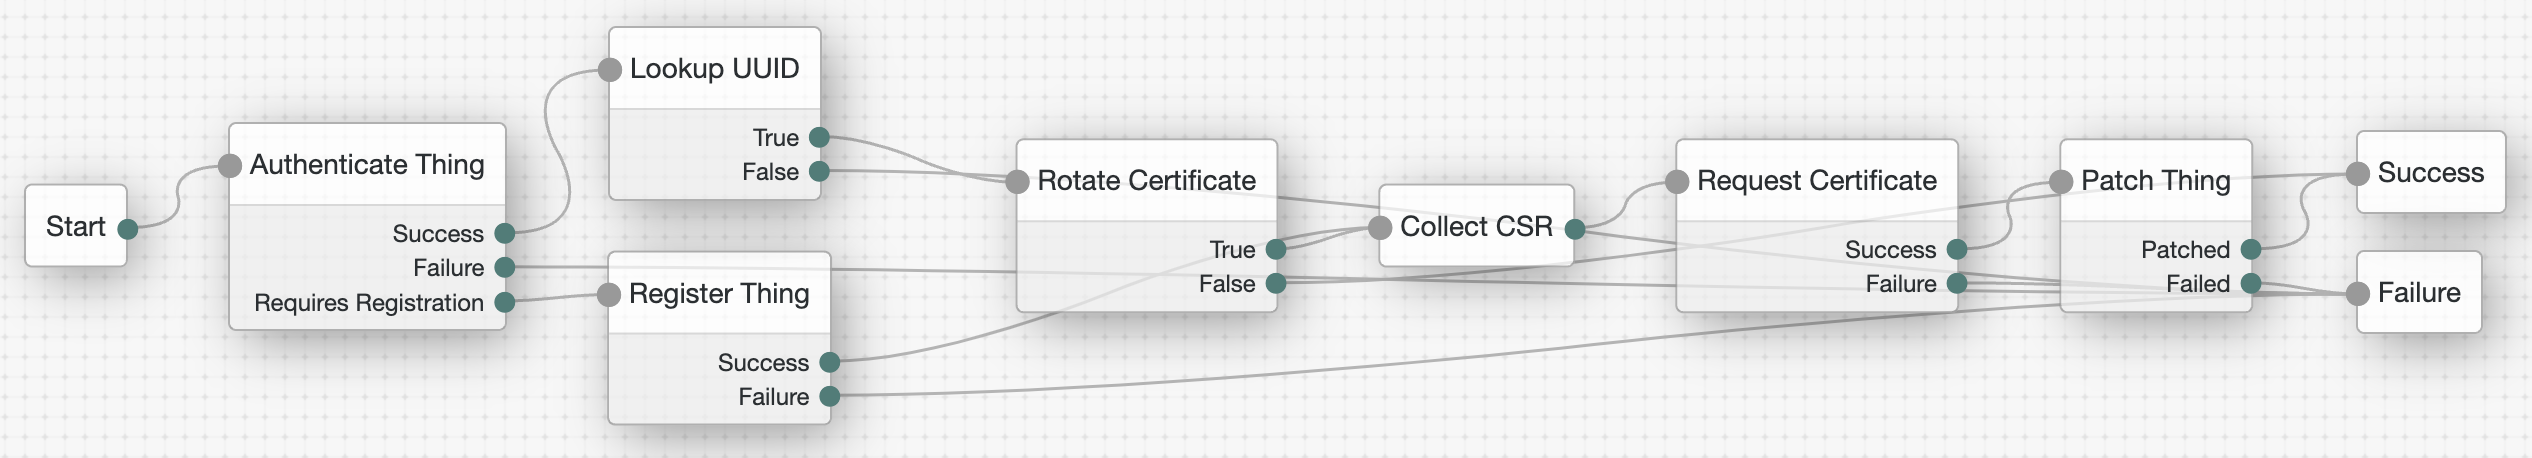 Start
Authenticate Thing
Success
Failure
Requires Registration
Lookup UUID
True
False
Register Thing
Success
Failure
Rotate Certificate
True
False
Collect CSR
Request Certificate
Success
Failure
Patch Thing
Patched
Failed
Success
Failure